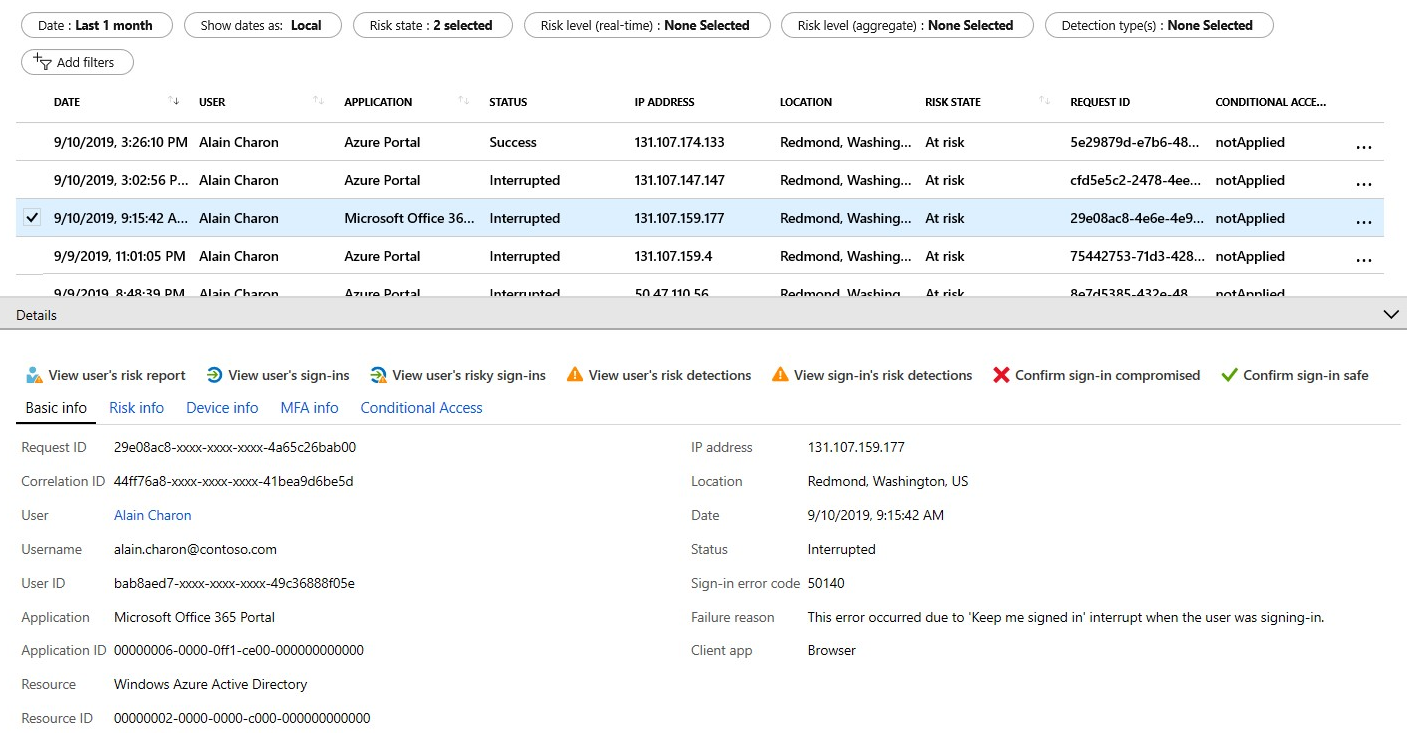 Date : Last 1 month Show dates as: Local Risk state : 2 selected Risk level (real-time) : None Selected Risk level (aggregate) : None Selected Detection type(s) : None Selected
Add filters
DATE USER APPLICATION STATUS IP ADDRESS LOCATION RISK STATE REQUEST ID CONDITIONAL ACCE...
9/10/2019, 3:26:10 PM Alain Charon Azure Portal Success 131.107.174.133 Redmond, Washing... At risk 5e29879d-e7b6-48... notApplied ...
9/10/2019, 3:02:56 P... Alain Charon Azure Portal Interrupted 131.107.147.147 Redmond, Washing... At risk cfd5e5c2-2478-4ee... notApplied ...
9/10/2019, 9:15:42 A... Alain Charon Microsoft Office 36... Interrupted 131.107.159.177 Redmond, Washing... At risk 29e08ac8-4e6e-4e9... notApplied ...
9/9/2019, 11:01:05 PM Alain Charon Azure Portal Interrupted 131.107.159.4 Redmond, Washing... At risk 75442753-71d3-428... notApplied ...
9/9/2019, 8:48:39 PM Alain Charon Azure Portal Interrupted 50.47.110.56 Redmond, Washing... At risk 8e7d5385-432e-48... notApplied
Details
View user's risk report View user's sign-ins View user's risky sign-ins View user's risk detections View sign-in's risk detections Confirm sign-in compromised Confirm sign-in safe
Basic info Risk info Device info MFA info Conditional Access
Request ID 29e08ac8-xxxx-xxxx-xxxx-4a65c26bab00 IP address 131.107.159.177
Correlation ID 44ff76a8-xxxx-xxxx-xxxx-41bea9d6be5d Location Redmond, Washington, US
User Alain Charon Date 9/10/2019, 9:15:42 AM
Username alain.charon@contoso.com Status Interrupted
User ID bab8aed7-xxxx-xxxx-xxxx-49c36888f05e Sign-in error code 50140
Application Microsoft Office 365 Portal Failure reason This error occurred due to 'Keep me signed in' interrupt when the user was signing-in.
Application ID 00000006-0000-0ff1-ce00-000000000000 Client app Browser
Resource Windows Azure Active Directory
Resource ID 00000002-0000-0000-c000-000000000000